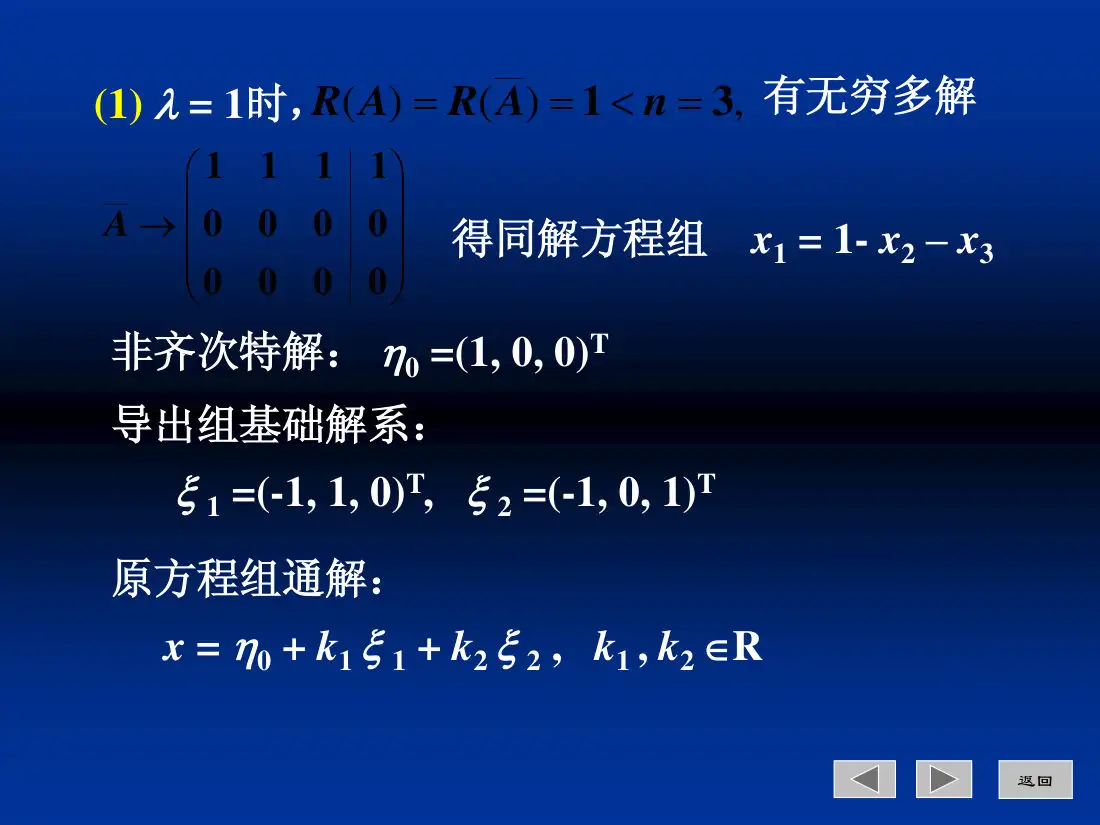 (1) λ = 1时，R(A) = R(A̅) = 1 < n = 3, 有无穷多解
1 1 1 1
A̅ → 0 0 0 0
0 0 0 0
得同解方程组 x₁ = 1- x₂ – x₃
非齐次特解： η₀ =(1, 0, 0)ᵀ
导出组基础解系：
ξ₁ =(-1, 1, 0)ᵀ, ξ₂ =(-1, 0, 1)ᵀ
原方程组通解：
x = η₀ + k₁ ξ₁ + k₂ ξ₂ , k₁ , k₂ ∈R
返回